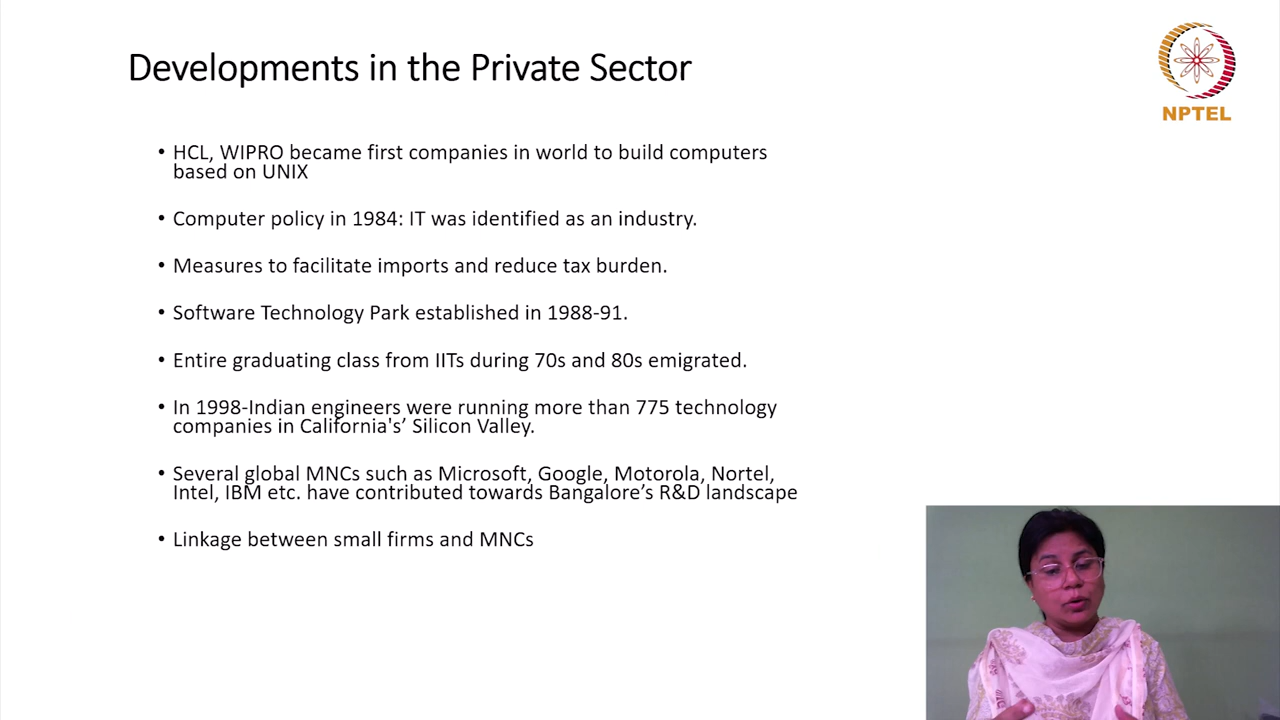 Developments in the Private Sector
NPTEL
• HCL, WIPRO became first companies in world to build computers
based on UNIX
• Computer policy in 1984: IT was identified as an industry.
• Measures to facilitate imports and reduce tax burden.
• Software Technology Park established in 1988-91.
• Entire graduating class from IITs during 70s and 80s emigrated.
• In 1998-Indian engineers were running more than 775 technology
companies in California's’ Silicon Valley.
• Several global MNCs such as Microsoft, Google, Motorola, Nortel,
Intel, IBM etc. have contributed towards Bangalore’s R&D landscape
• Linkage between small firms and MNCs